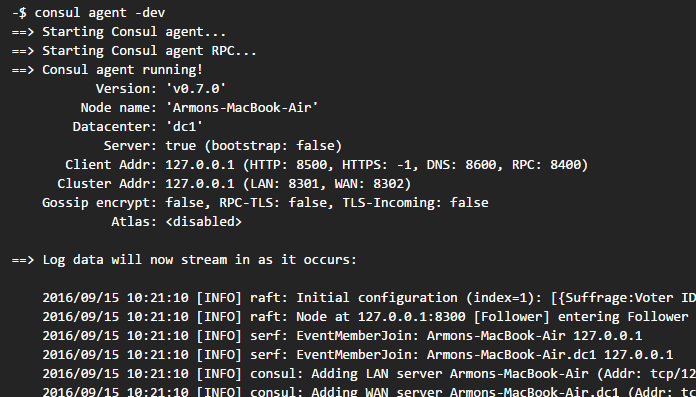 ~$ consul agent -dev
==> Starting Consul agent...
==> Starting Consul agent RPC...
==> Consul agent running!
Version: 'v0.7.0'
Node name: 'Armons-MacBook-Air'
Datacenter: 'dc1'
Server: true (bootstrap: false)
Client Addr: 127.0.0.1 (HTTP: 8500, HTTPS: -1, DNS: 8600, RPC: 8400)
Cluster Addr: 127.0.0.1 (LAN: 8301, WAN: 8302)
Gossip encrypt: false, RPC-TLS: false, TLS-Incoming: false
Atlas: <disabled>
==> Log data will now stream in as it occurs:
2016/09/15 10:21:10 [INFO] raft: Initial configuration (index=1): [{Suffrage:Voter ID
2016/09/15 10:21:10 [INFO] raft: Node at 127.0.0.1:8300 [Follower] entering Follower
2016/09/15 10:21:10 [INFO] serf: EventMemberJoin: Armons-MacBook-Air 127.0.0.1
2016/09/15 10:21:10 [INFO] serf: EventMemberJoin: Armons-MacBook-Air.dc1 127.0.0.1
2016/09/15 10:21:10 [INFO] consul: Adding LAN server Armons-MacBook-Air (Addr: tcp/12
2016/09/15 10:21:10 [INFO] consul: Adding WAN server Armons-MacBook-Air.dc1 (Addr: tc